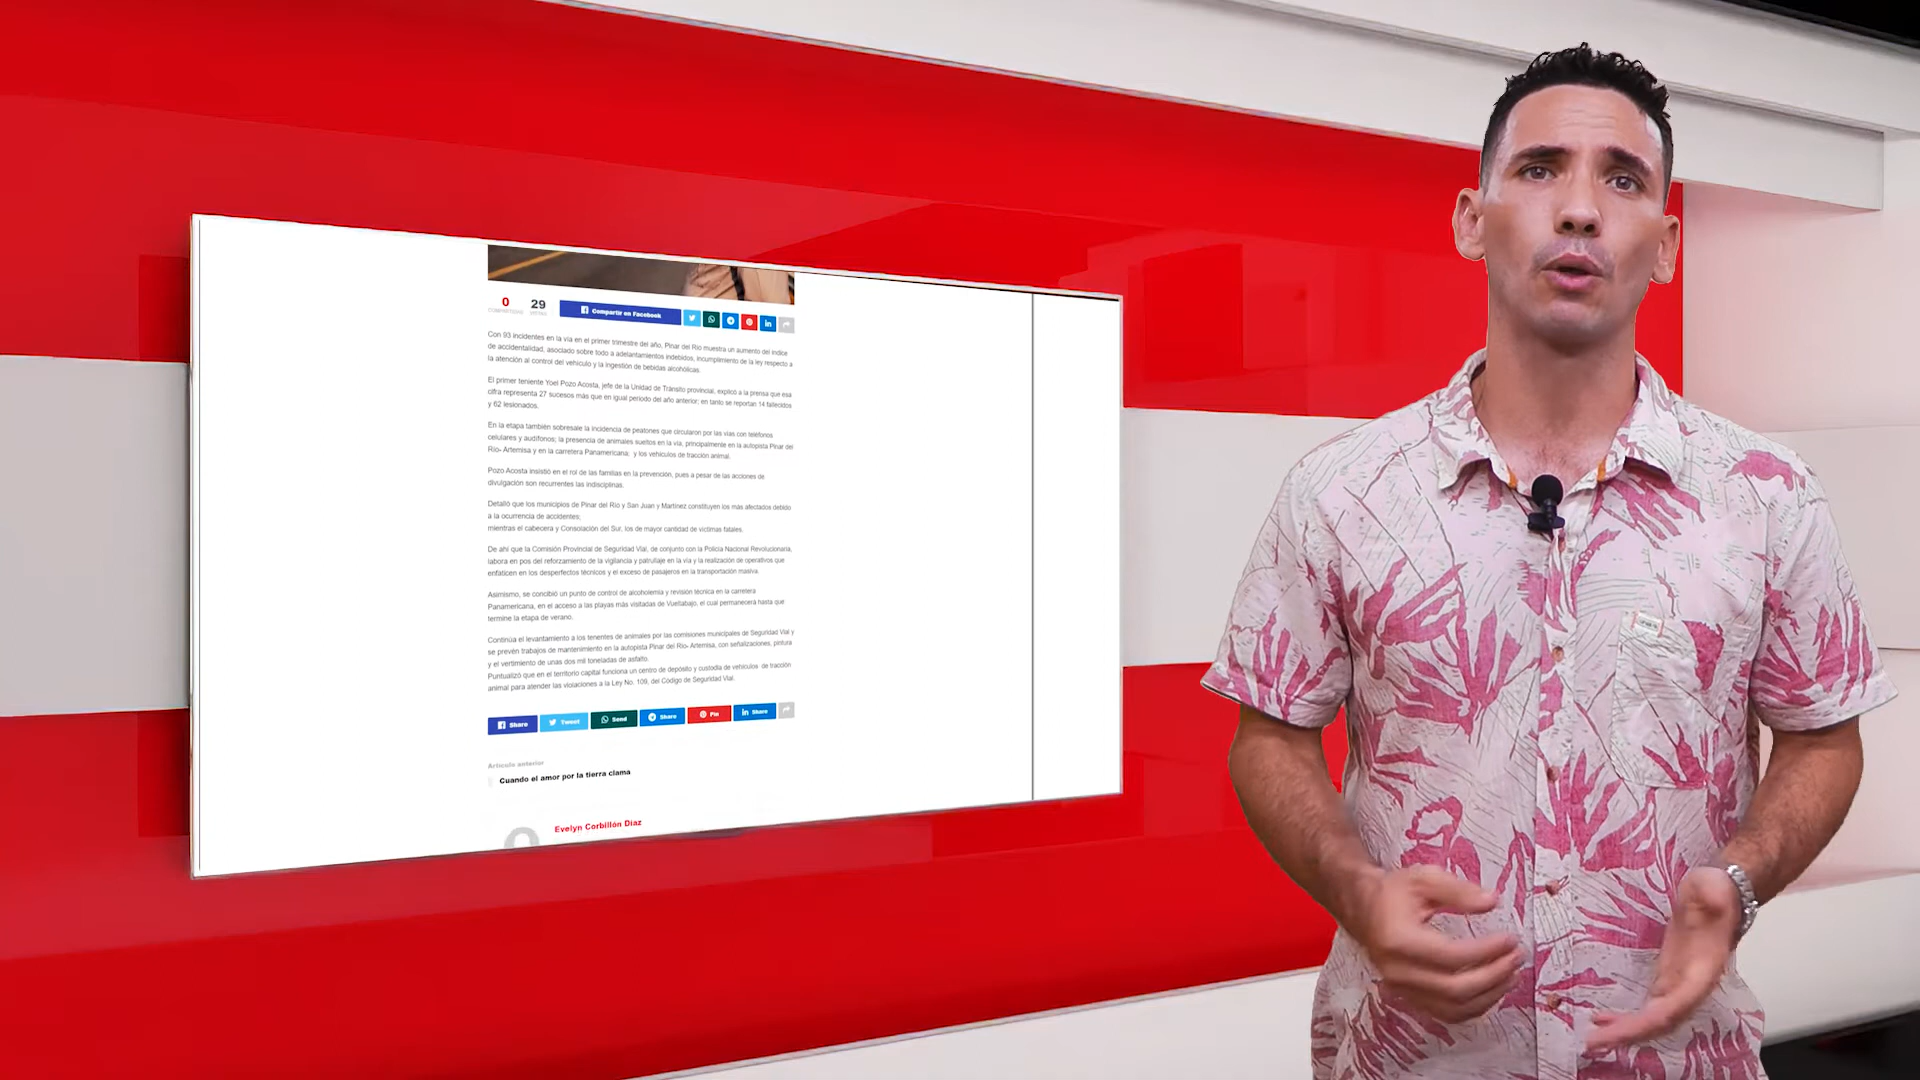 0 29 Compartir en Facebook
COMPARTIDOS VISTAS
Con 93 incidentes en la vía en el primer trimestre del año, Pinar del Río muestra un aumento del índice
de accidentalidad, asociado sobre todo a adelantamientos indebidos, incumplimiento de la ley respecto a
la atención al control del vehículo y la ingestión de bebidas alcohólicas.
El primer teniente Yoel Pozo Acosta, jefe de la Unidad de Tránsito provincial, explicó a la prensa que esa
cifra representa 27 sucesos más que en igual período del año anterior; en tanto se reportan 14 fallecidos
y 62 lesionados.
En la etapa también sobresale la incidencia de peatones que circularon por las vías con teléfonos
celulares y audífonos; la presencia de animales sueltos en la vía, principalmente en la autopista Pinar del
Río- Artemisa y en la carretera Panamericana; y los vehículos de tracción animal.
Pozo Acosta insistió en el rol de las familias en la prevención, pues a pesar de las acciones de
divulgación son recurrentes las indisciplinas.
Detalló que los municipios de Pinar del Río y San Juan y Martínez constituyen los más afectados debido
a la ocurrencia de accidentes;
mientras el cabecera y Consolación del Sur, los de mayor cantidad de víctimas fatales.
De ahí que la Comisión Provincial de Seguridad Vial, de conjunto con la Policía Nacional Revolucionaria,
labora en pos del reforzamiento de la vigilancia y patrullaje en la vía y la realización de operativos que
enfaticen en los desperfectos técnicos y el exceso de pasajeros en la transportación masiva.
Asimismo, se concibió un punto de control de alcoholemia y revisión técnica en la carretera
Panamericana, en el acceso a las playas más visitadas de Vueltabajo, el cual permanecerá hasta que
termine la etapa de verano.
Continúa el levantamiento a los tenentes de animales por las comisiones municipales de Seguridad Vial y
se prevén trabajos de mantenimiento en la autopista Pinar del Río- Artemisa, con señalizaciones, pintura
y el vertimiento de unas dos mil toneladas de asfalto.
Puntualizó que en el territorio capital funciona un centro de depósito y custodia de vehículos de tracción
animal para atender las violaciones a la Ley No. 109, del Código de Seguridad Vial.
Share Tweet Send Share Pin Share
Artículo anterior
Cuando el amor por la tierra clama
Evelyn Corbillón Díaz